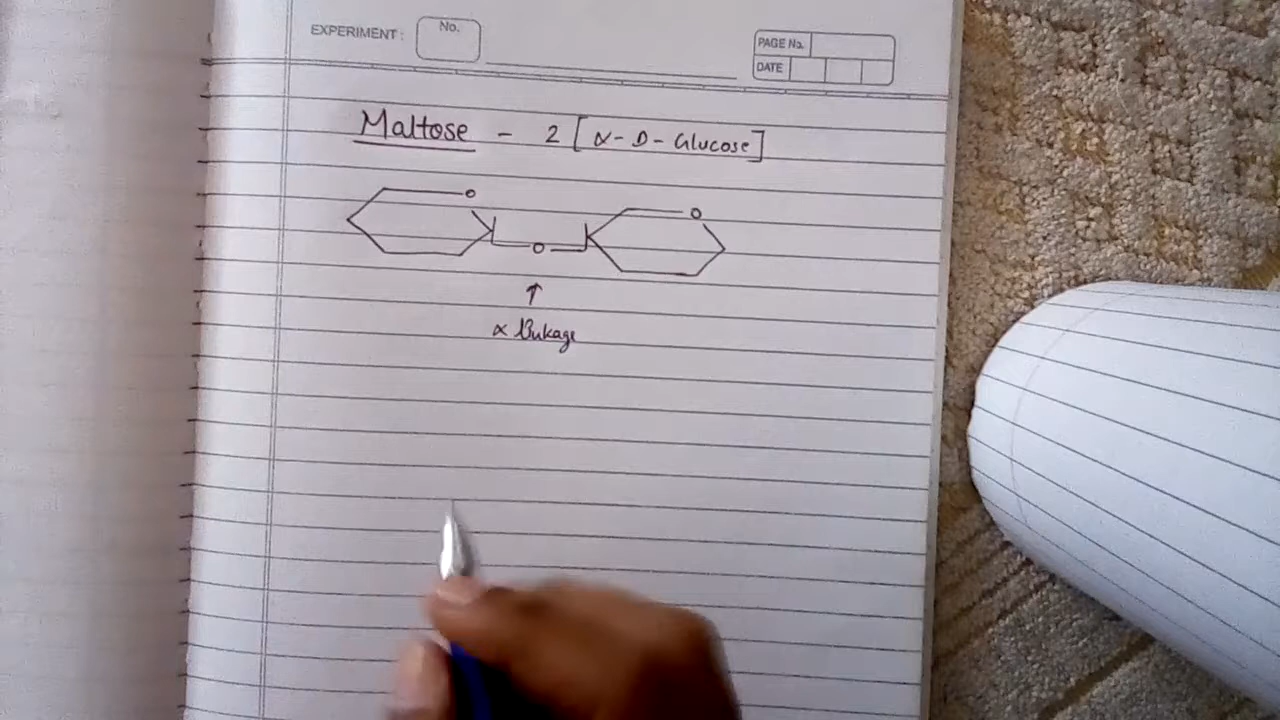 EXPERIMENT : No.
PAGE No.
DATE
Maltose - 2 [α-D-Glucose]
o o
o
↑
α linkage